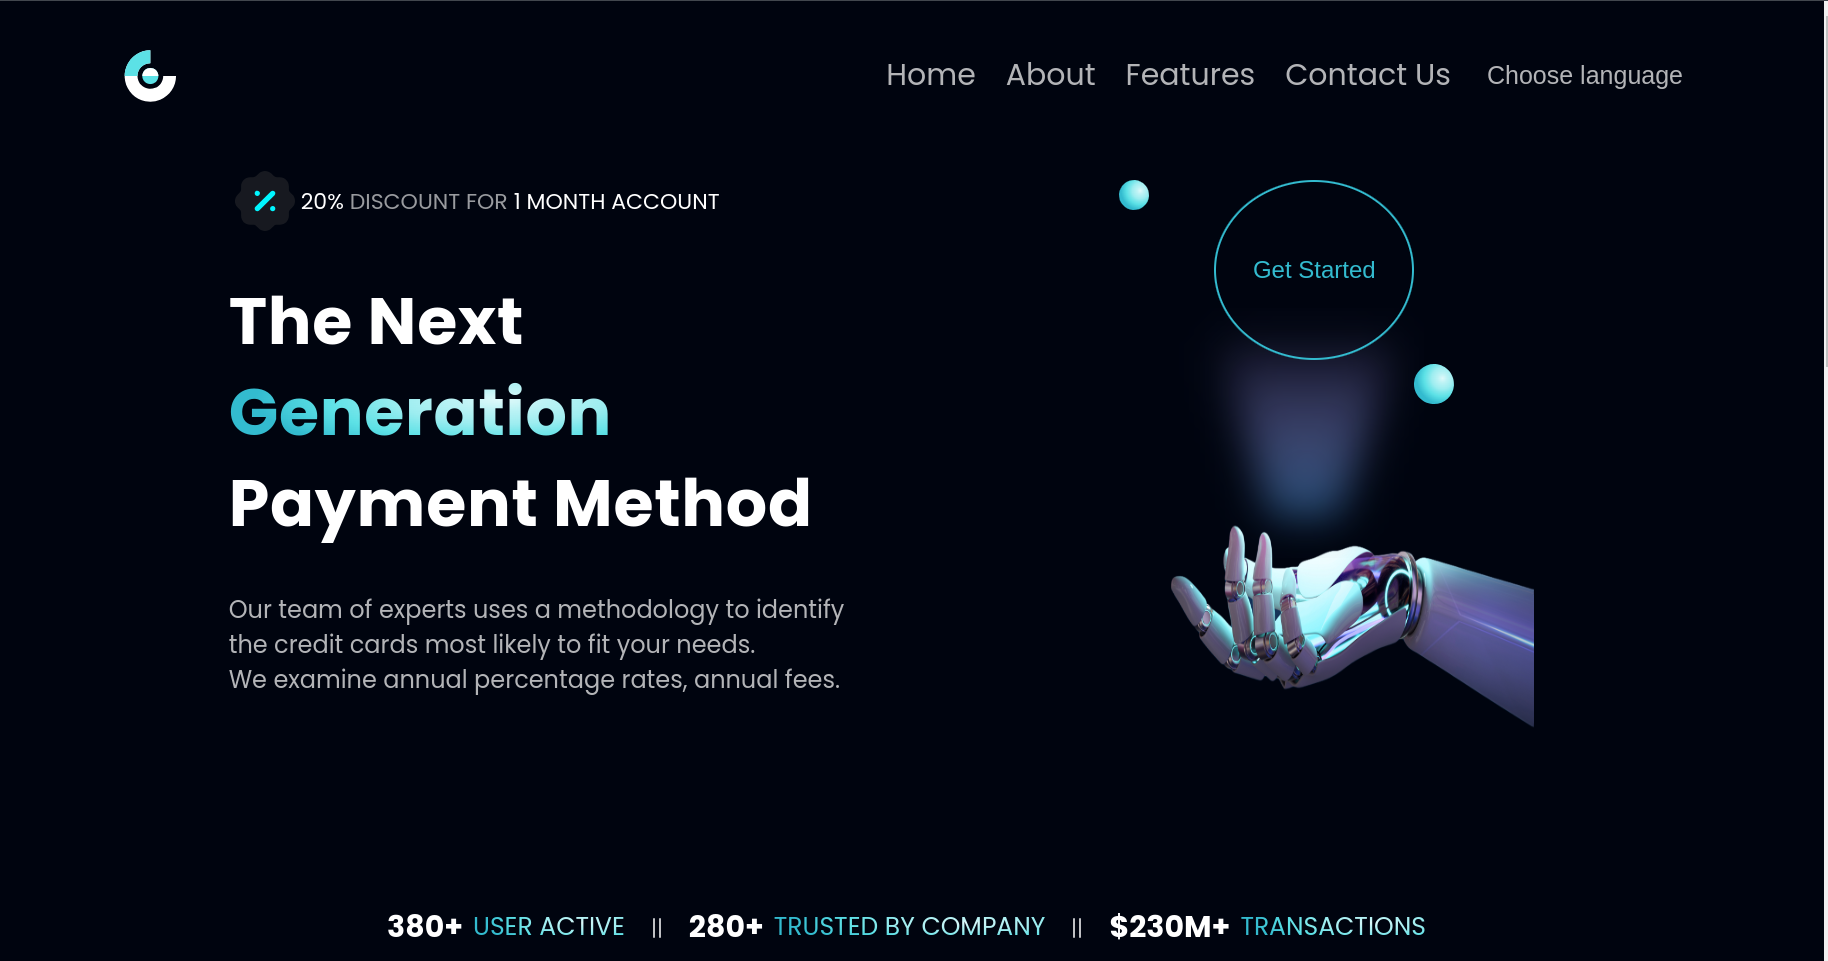 Home About Features Contact Us Choose language
20% DISCOUNT FOR 1 MONTH ACCOUNT
The Next
Generation
Payment Method
Our team of experts uses a methodology to identify
the credit cards most likely to fit your needs.
We examine annual percentage rates, annual fees.
Get Started
380+ USER ACTIVE || 280+ TRUSTED BY COMPANY || $230M+ TRANSACTIONS